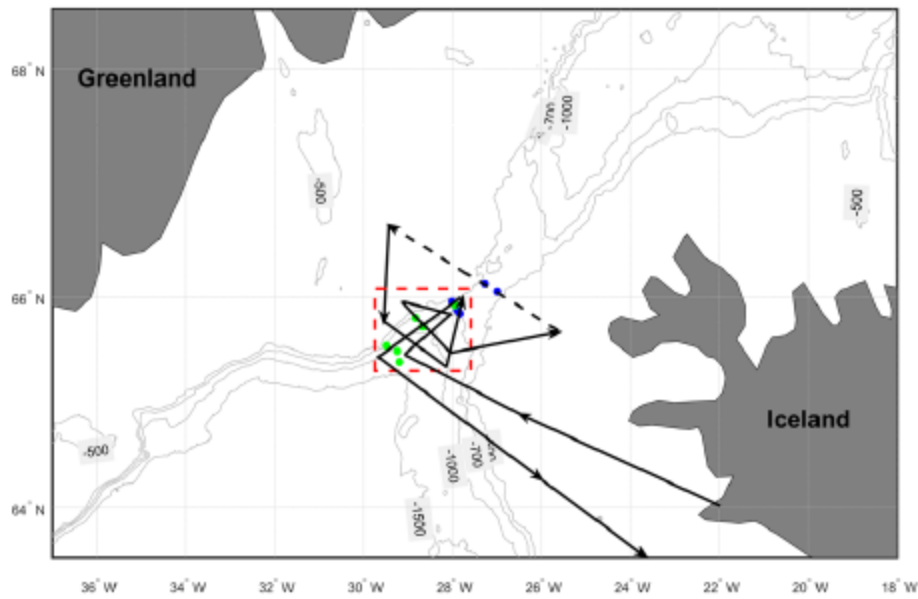 68° N
Greenland
-700
-1000
-500
-500
66° N
Iceland
-500
-1000
-700
64° N
-1500
36° W
34° W
32° W
30° W
28° W
26° W
24° W
22° W
20° W
18° W